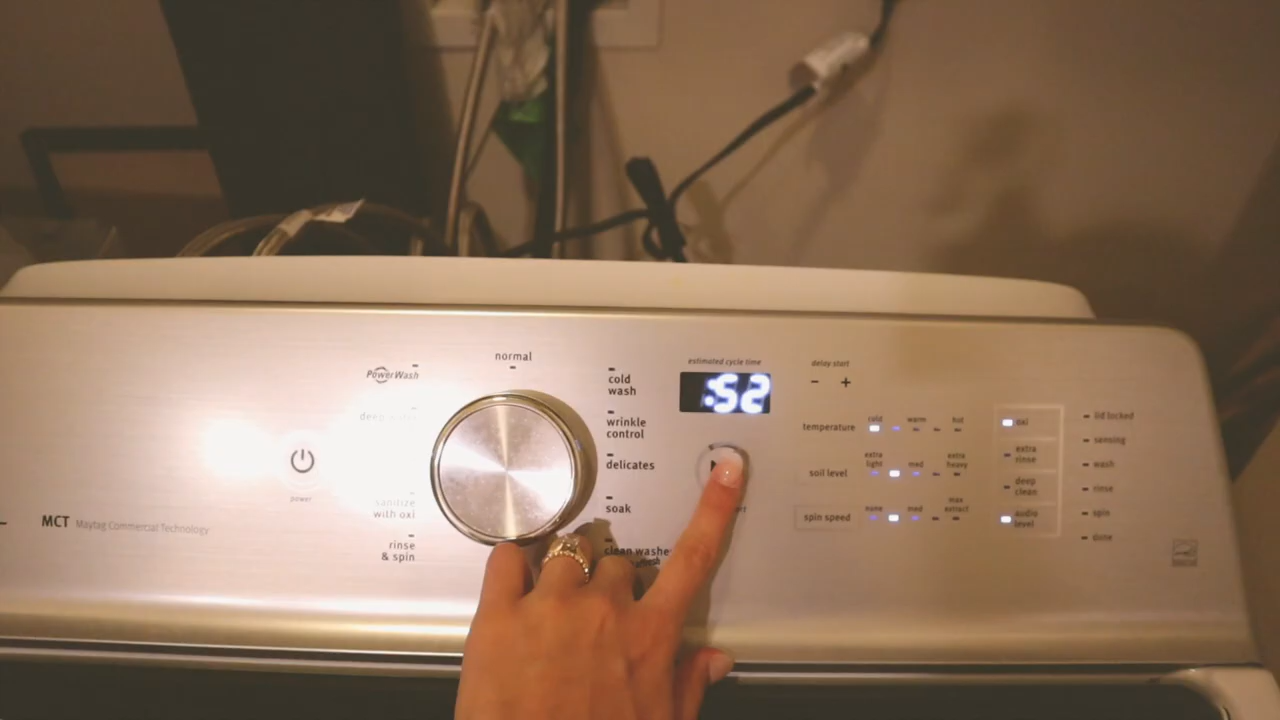 normal
PowerWash
cold
wash
wrinkle
control
delicates
soak
clean washer
sanitize
with oxi
rinse
& spin
power
MCT Maytag Commercial Technology
estimated cycle time
:52
delay start
- +
temperature
cold
warm
hot
soil level
extra
light
med
extra
heavy
spin speed
none
med
max
extract
oxi
extra
rinse
deep
clean
audio
level
lid locked
sensing
wash
rinse
spin
done